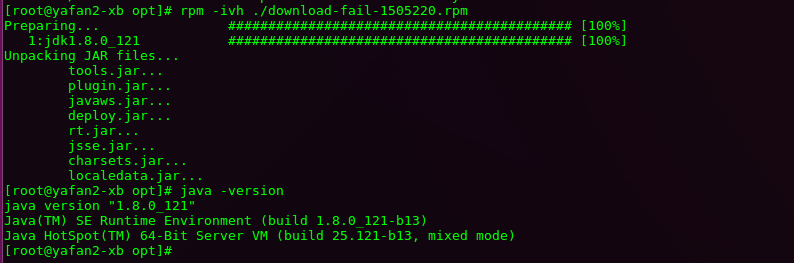 [root@yafan2-xb opt]# rpm -ivh ./download-fail-1505220.rpm
Preparing... ########################################### [100%]
1:jdk1.8.0_121 ########################################### [100%]
Unpacking JAR files...
tools.jar...
plugin.jar...
javaws.jar...
deploy.jar...
rt.jar...
jsse.jar...
charsets.jar...
localedata.jar...
[root@yafan2-xb opt]# java -version
java version "1.8.0_121"
Java(TM) SE Runtime Environment (build 1.8.0_121-b13)
Java HotSpot(TM) 64-Bit Server VM (build 25.121-b13, mixed mode)
[root@yafan2-xb opt]#